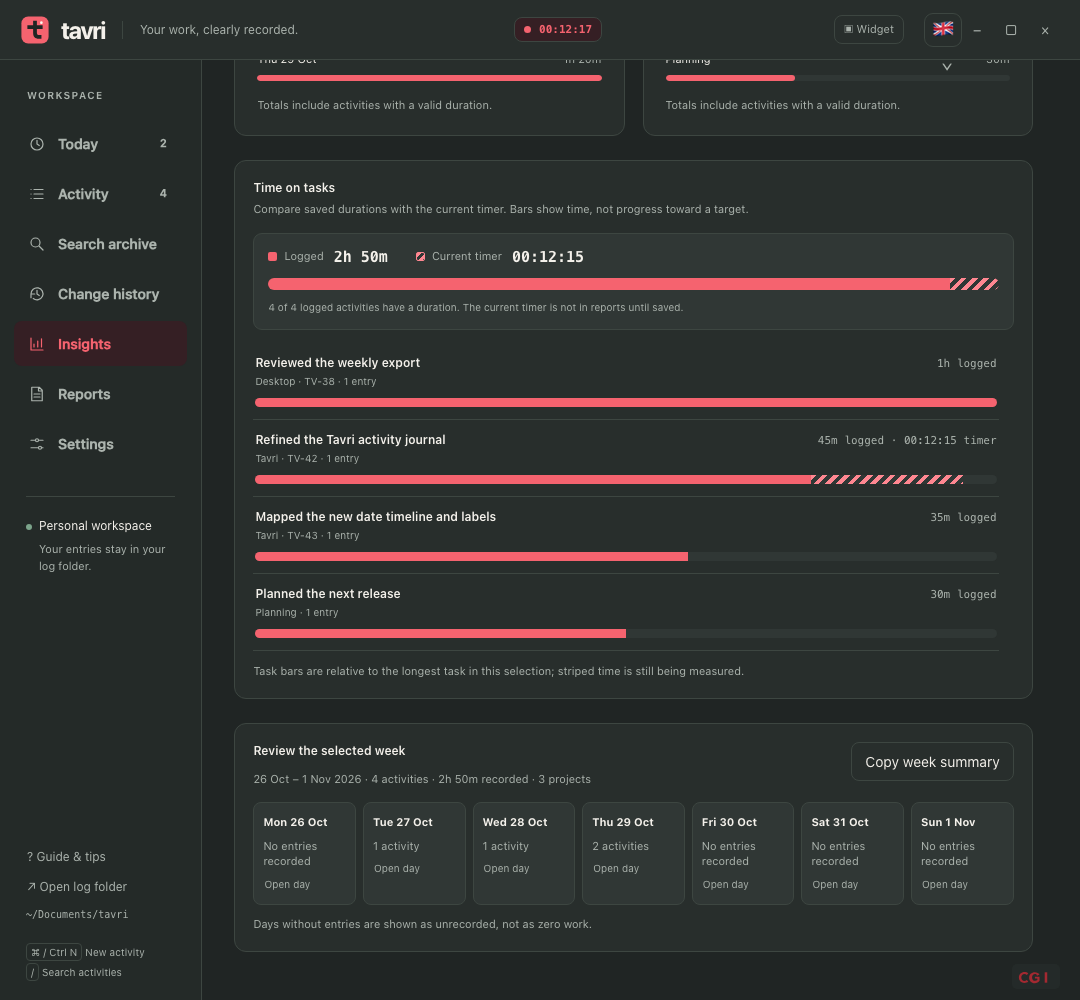 tavri
Your work, clearly recorded.
00:12:17
Widget
WORKSPACE
Today 2
Activity 4
Search archive
Change history
Insights
Reports
Settings
Personal workspace
Your entries stay in your
log folder.
? Guide & tips
↗ Open log folder
~/Documents/tavri
⌘ / Ctrl N New activity
/ Search activities
Thu 29 Oct 1h 20m
Totals include activities with a valid duration.
Planning 30m
Totals include activities with a valid duration.
Time on tasks
Compare saved durations with the current timer. Bars show time, not progress toward a target.
Logged 2h 50m Current timer 00:12:15
4 of 4 logged activities have a duration. The current timer is not in reports until saved.
Reviewed the weekly export 1h logged
Desktop · TV-38 · 1 entry
Refined the Tavri activity journal 45m logged · 00:12:15 timer
Tavri · TV-42 · 1 entry
Mapped the new date timeline and labels 35m logged
Tavri · TV-43 · 1 entry
Planned the next release 30m logged
Planning · 1 entry
Task bars are relative to the longest task in this selection; striped time is still being measured.
Review the selected week
Copy week summary
26 Oct – 1 Nov 2026 · 4 activities · 2h 50m recorded · 3 projects
Mon 26 Oct
No entries
recorded
Open day
Tue 27 Oct
1 activity
Open day
Wed 28 Oct
1 activity
Open day
Thu 29 Oct
2 activities
Open day
Fri 30 Oct
No entries
recorded
Open day
Sat 31 Oct
No entries
recorded
Open day
Sun 1 Nov
No entries
recorded
Open day
Days without entries are shown as unrecorded, not as zero work.
CGI